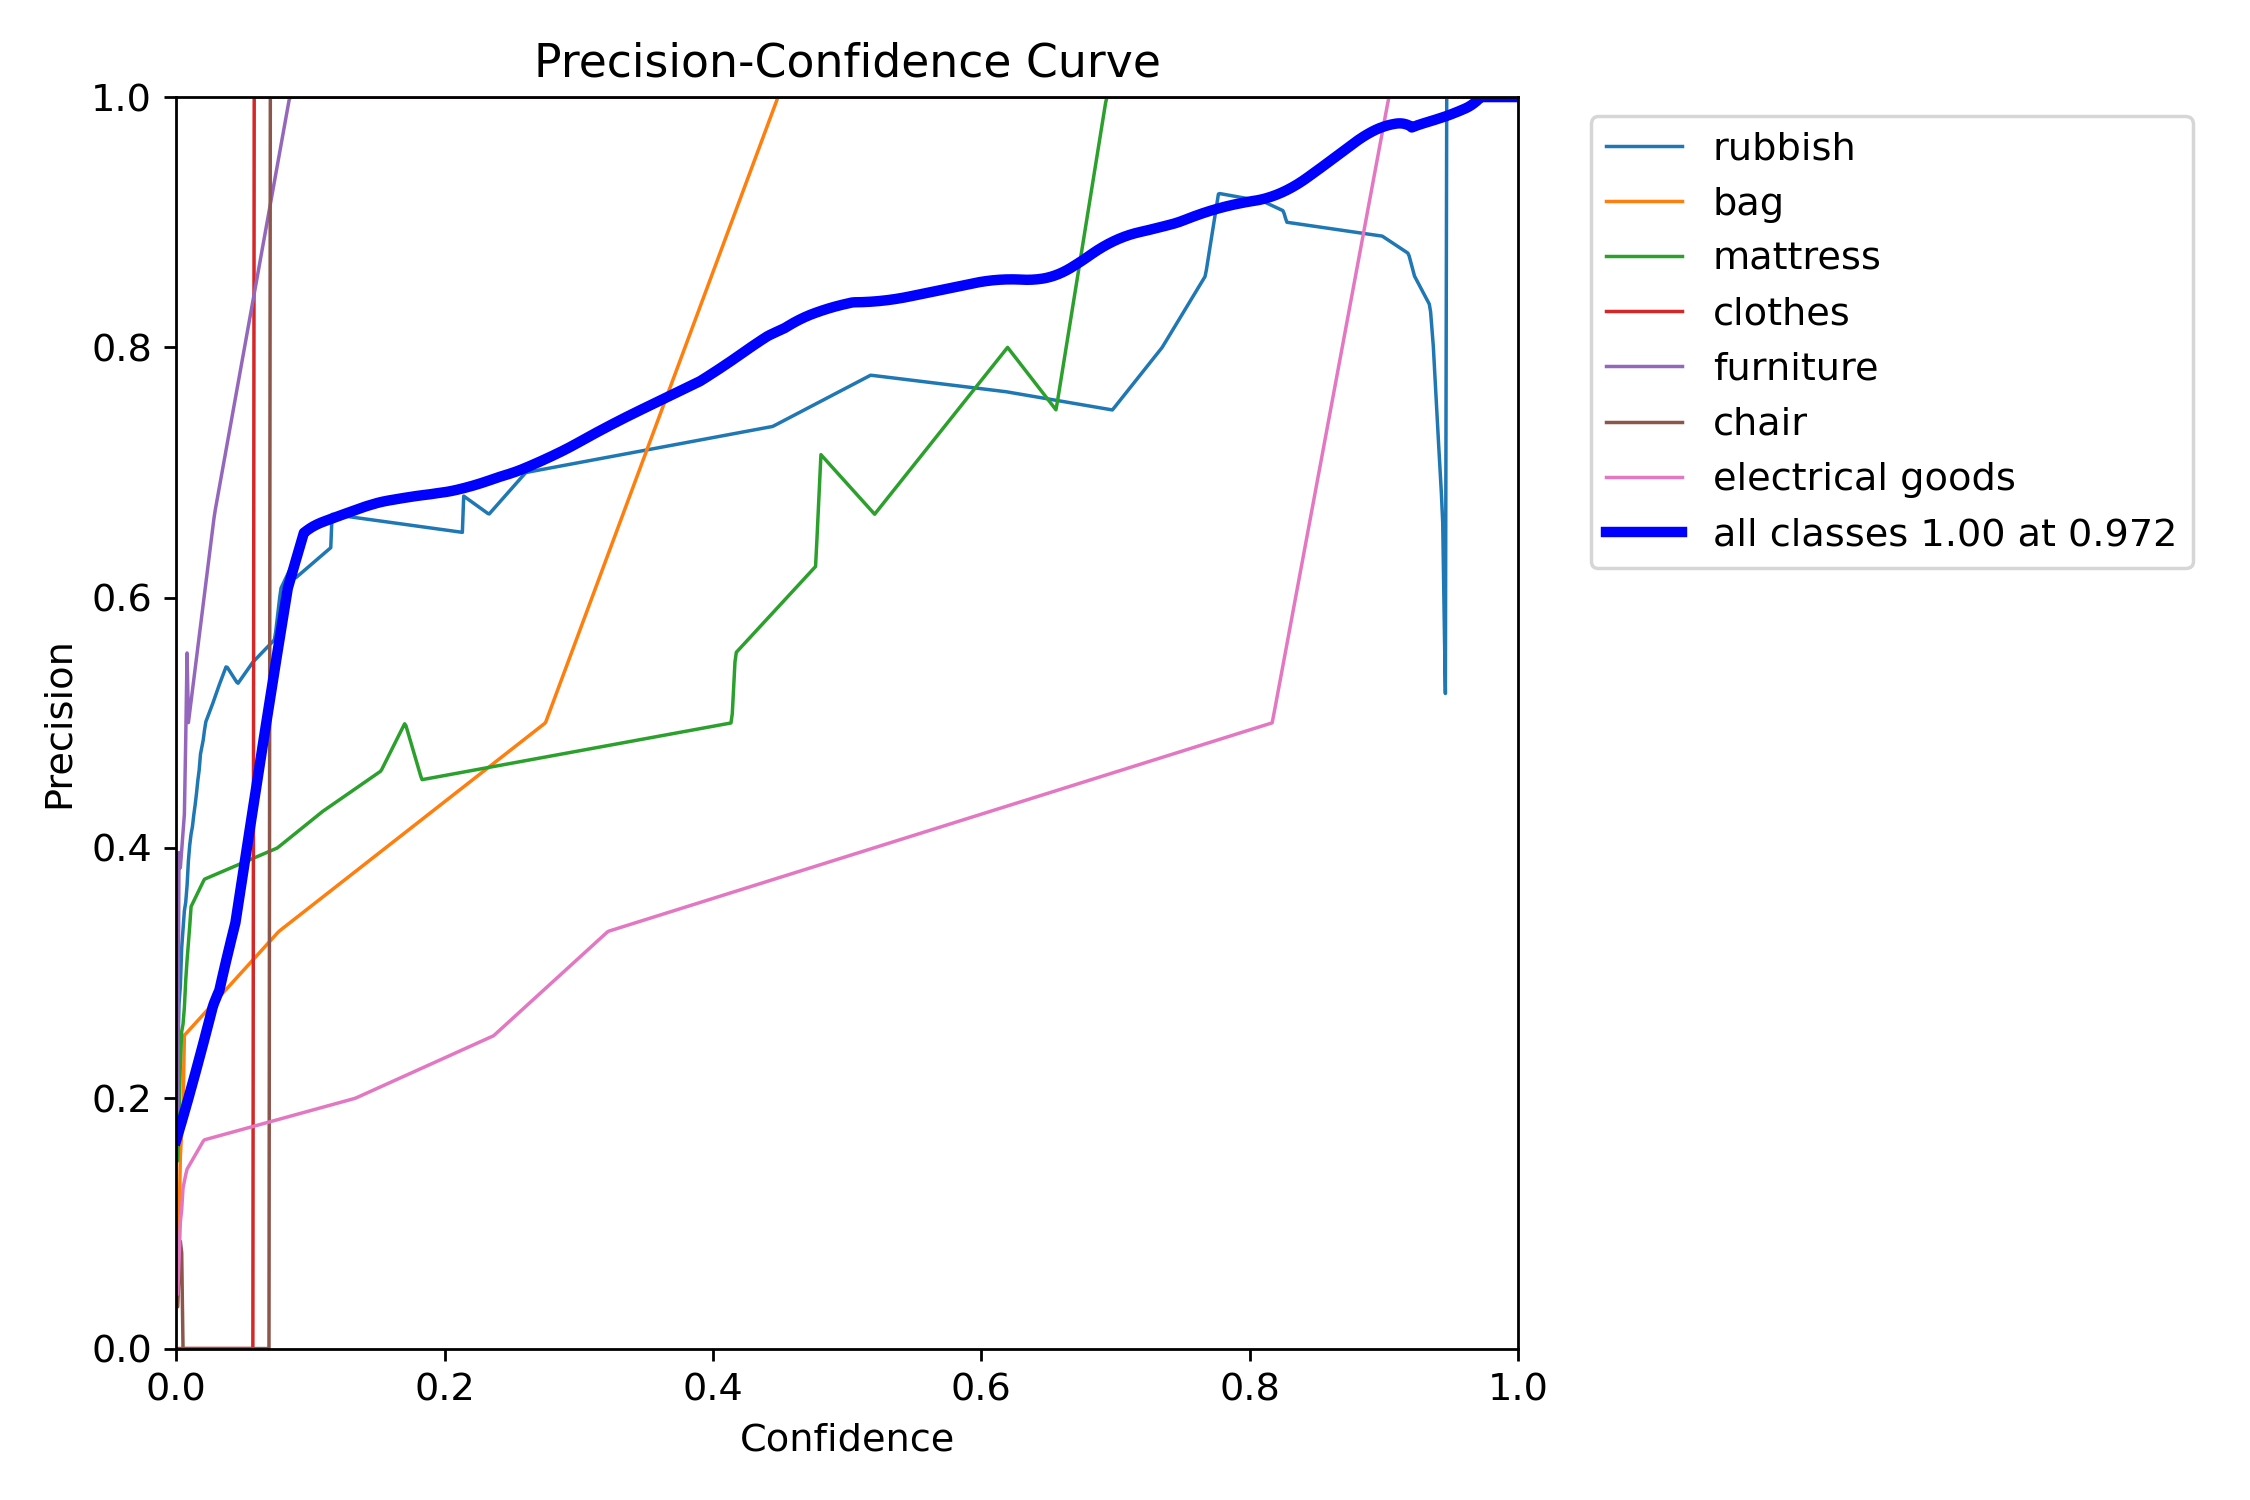 Precision-Confidence Curve
1.0
0.8
0.6
0.4
0.2
0.0
Precision
0.0 0.2 0.4 0.6 0.8 1.0
Confidence
rubbish
bag
mattress
clothes
furniture
chair
electrical goods
all classes 1.00 at 0.972